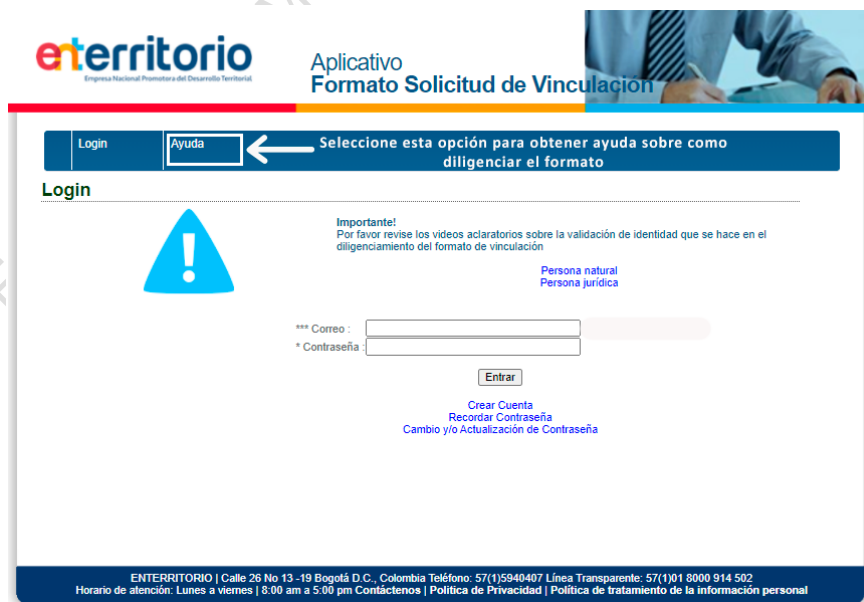 enterritorio
Empresa Nacional Promotora del Desarrollo Territorial
Aplicativo
Formato Solicitud de Vinculación
Login
Ayuda
Seleccione esta opción para obtener ayuda sobre como
diligenciar el formato
Login
!
Importante!
Por favor revise los videos aclaratorios sobre la validación de identidad que se hace en el
diligenciamiento del formato de vinculación
Persona natural
Persona jurídica
*** Correo :
* Contraseña :
Entrar
Crear Cuenta
Recordar Contraseña
Cambio y/o Actualización de Contraseña
ENTERRITORIO | Calle 26 No 13 -19 Bogotá D.C., Colombia Teléfono: 57(1)5940407 Línea Transparente: 57(1)01 8000 914 502
Horario de atención: Lunes a viernes | 8:00 am a 5:00 pm Contáctenos | Politica de Privacidad | Política de tratamiento de la información personal